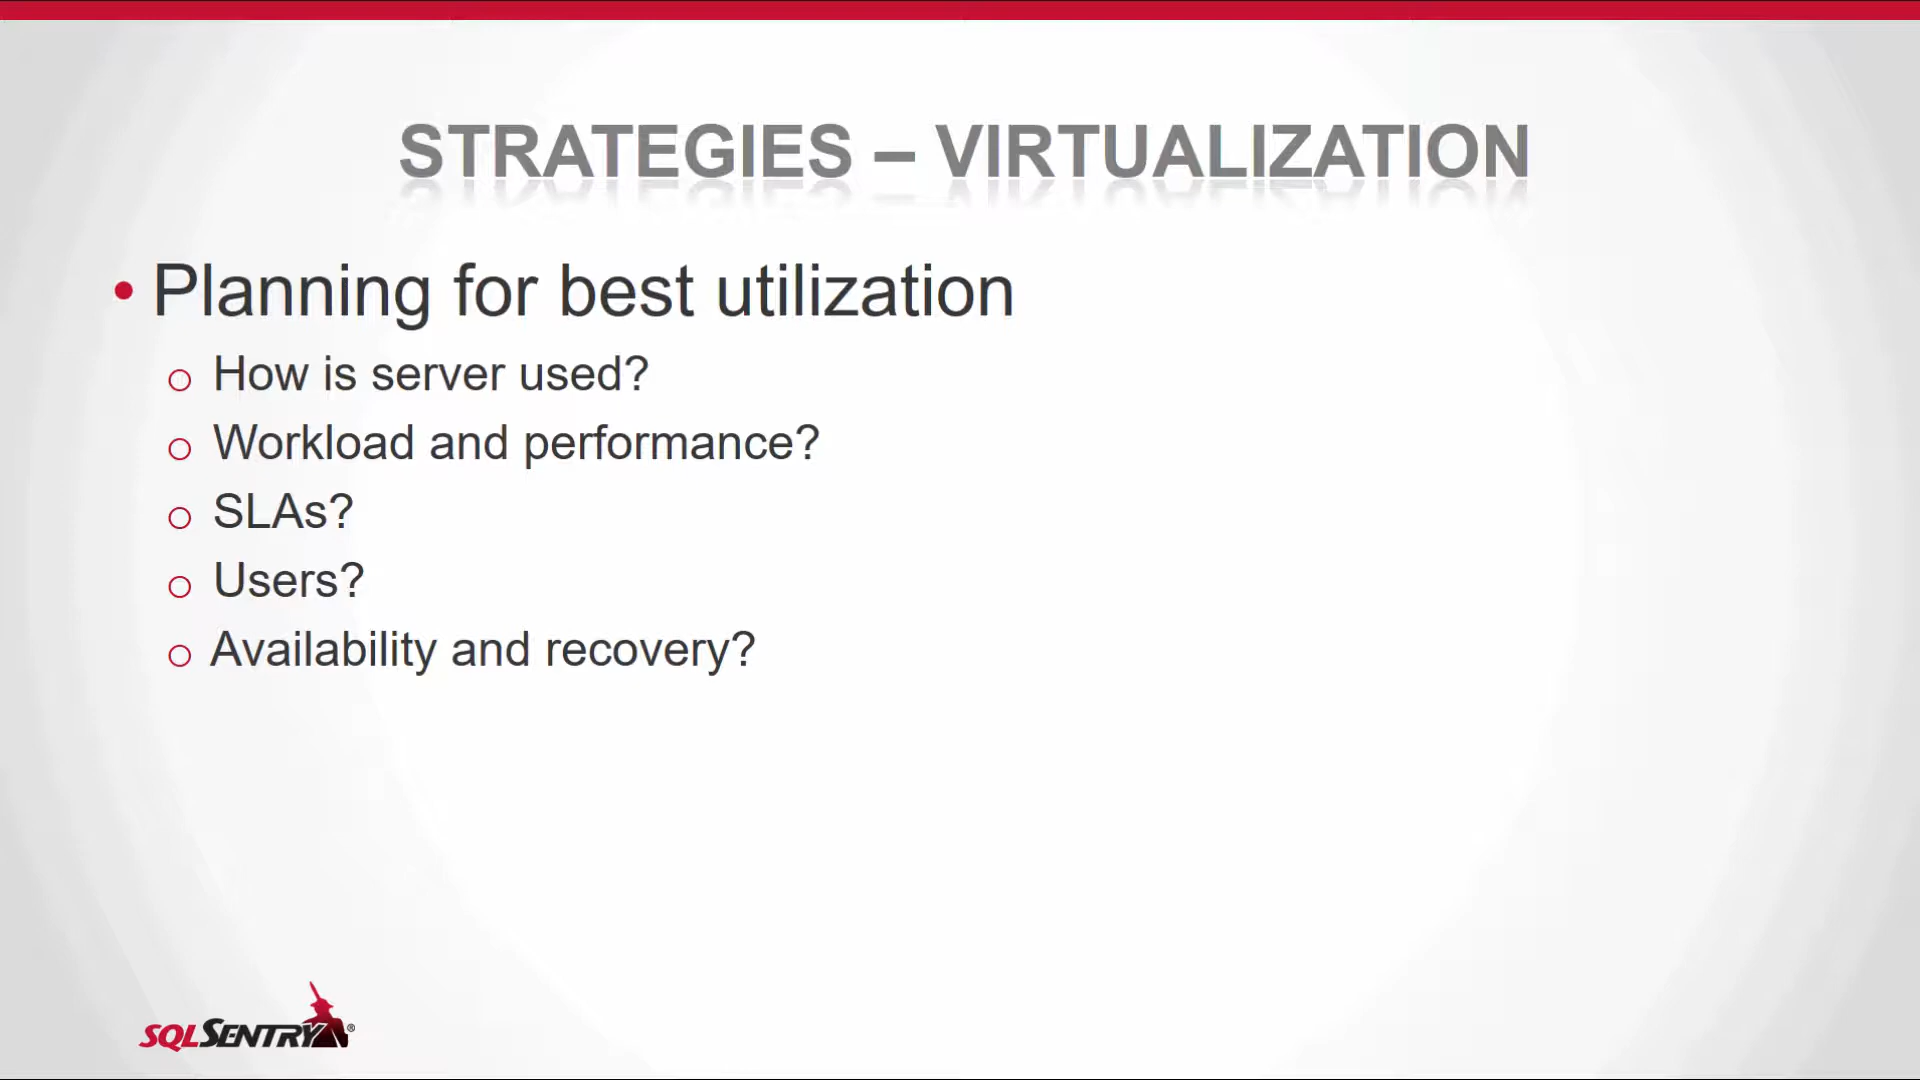 STRATEGIES – VIRTUALIZATION
• Planning for best utilization
o How is server used?
o Workload and performance?
o SLAs?
o Users?
o Availability and recovery?
SQLSENTRY®